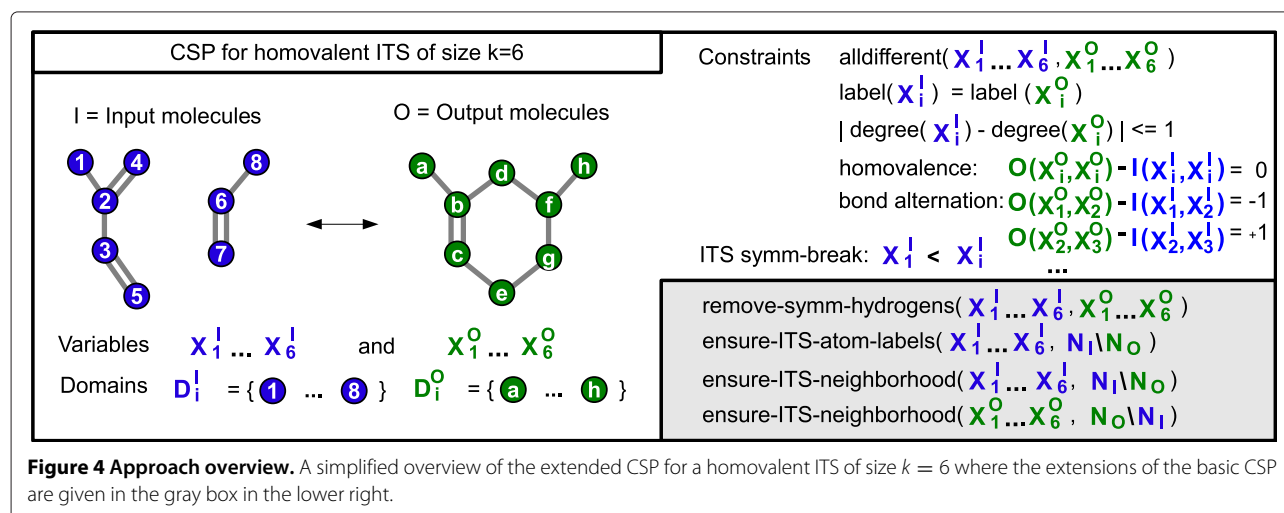 CSP for homovalent ITS of size k=6
I = Input molecules
O = Output molecules
1
4
2
3
5
8
6
7
a
d
h
b
f
c
g
e
Variables X₁ᴵ ... X₆ᴵ and X₁ᴼ ... X₆ᴼ
Domains Dᵢᴵ = { 1 ... 8 } Dᵢᴼ = { a ... h }
Constraints alldifferent( X₁ᴵ ... X₆ᴵ , X₁ᴼ ... X₆ᴼ )
label( Xᵢᴵ ) = label ( Xᵢᴼ )
| degree( Xᵢᴵ ) - degree( Xᵢᴼ ) | <= 1
homovalence: O(Xᵢᴼ,Xᵢᴼ) - I(Xᵢᴵ,Xᵢᴵ) = 0
bond alternation: O(X₁ᴼ,X₂ᴼ) - I(X₁ᴵ,X₂ᴵ) = -1
O(X₂ᴼ,X₃ᴼ) - I(X₂ᴵ,X₃ᴵ) = +1
ITS symm-break: X₁ᴵ < Xᵢᴵ ...
remove-symm-hydrogens( X₁ᴵ ... X₆ᴵ , X₁ᴼ ... X₆ᴼ )
ensure-ITS-atom-labels( X₁ᴵ ... X₆ᴵ , N_I\N_O )
ensure-ITS-neighborhood( X₁ᴵ ... X₆ᴵ , N_I\N_O )
ensure-ITS-neighborhood( X₁ᴼ ... X₆ᴼ , N_O\N_I )
Figure 4 Approach overview. A simplified overview of the extended CSP for a homovalent ITS of size k = 6 where the extensions of the basic CSP
are given in the gray box in the lower right.